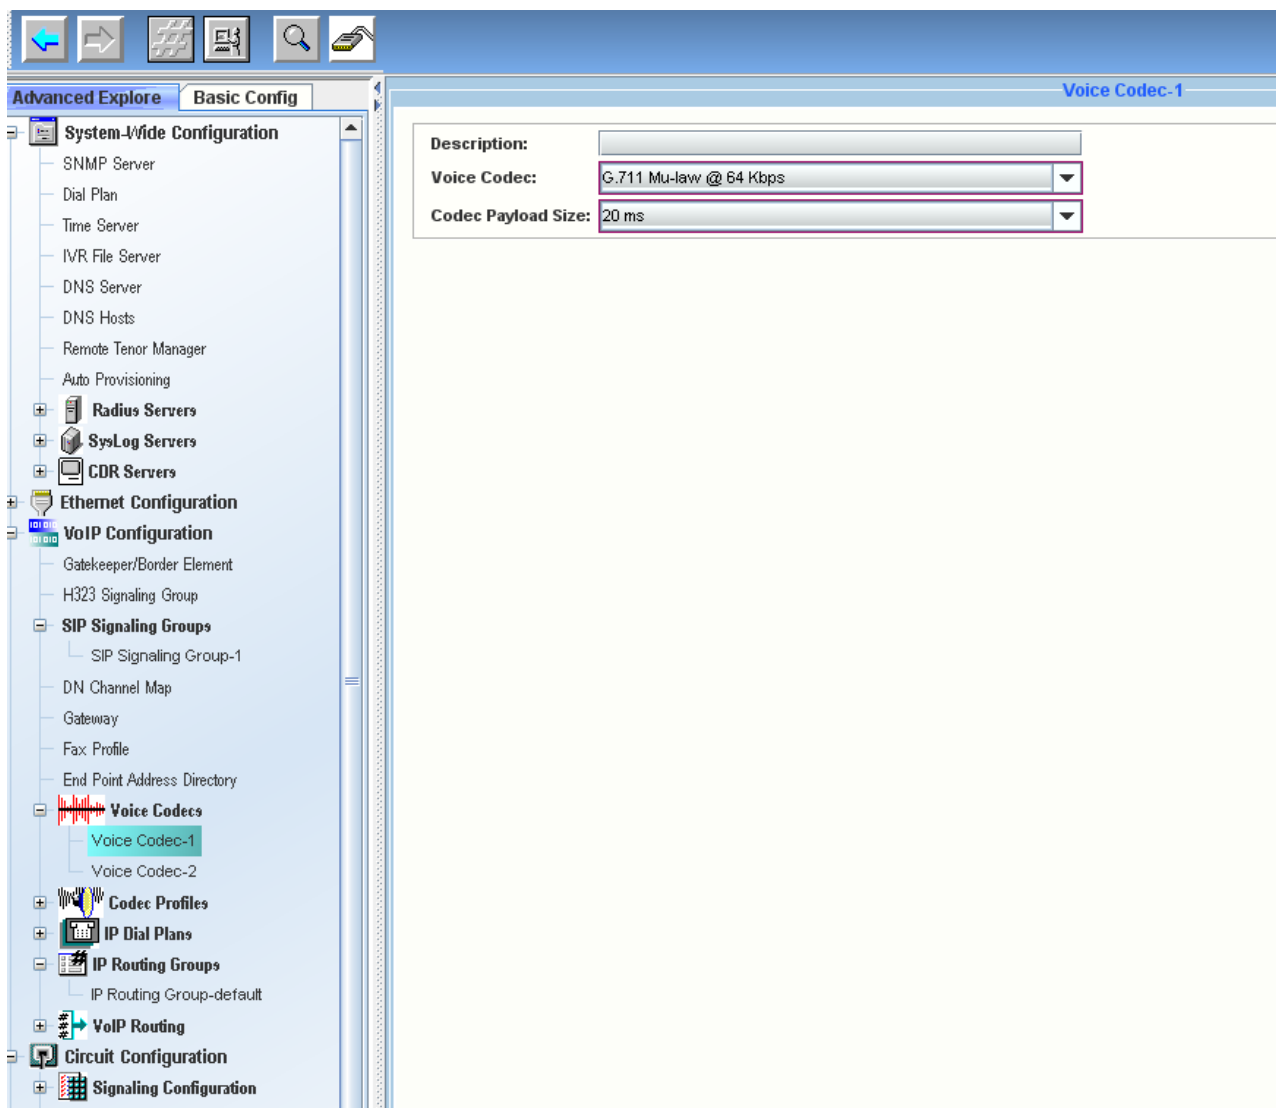 Advanced Explore
Basic Config
System-Wide Configuration
SNMP Server
Dial Plan
Time Server
IVR File Server
DNS Server
DNS Hosts
Remote Tenor Manager
Auto Provisioning
Radius Servers
SysLog Servers
CDR Servers
Ethernet Configuration
VoIP Configuration
Gatekeeper/Border Element
H323 Signaling Group
SIP Signaling Groups
SIP Signaling Group-1
DN Channel Map
Gateway
Fax Profile
End Point Address Directory
Voice Codecs
Voice Codec-1
Voice Codec-2
Codec Profiles
IP Dial Plans
IP Routing Groups
IP Routing Group-default
VoIP Routing
Circuit Configuration
Signaling Configuration
Voice Codec-1
Description:
Voice Codec: G.711 Mu-law @ 64 Kbps
Codec Payload Size: 20 ms